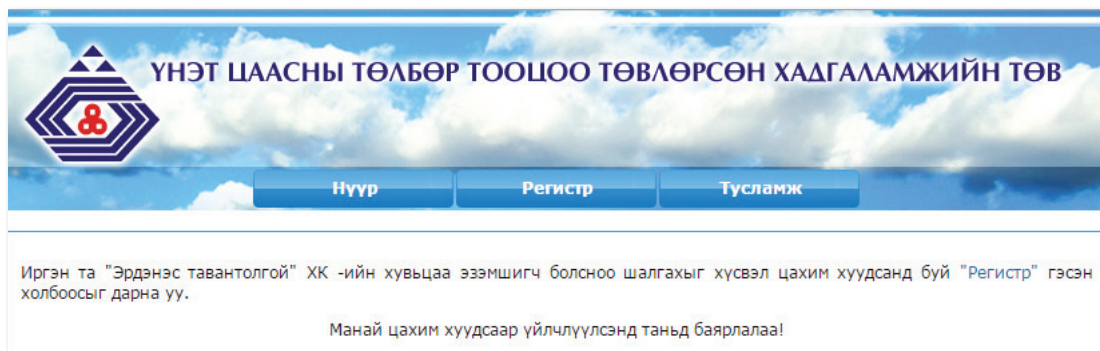 ҮНЭТ ЦААСНЫ ТӨЛБӨР ТООЦОО ТӨВЛӨРСӨН ХАДГАЛАМЖИЙН ТӨВ
Нүүр Регистр Тусламж
Иргэн та "Эрдэнэс тавантолгой" ХК -ийн хувьцаа эзэмшигч болсноо шалгахыг хүсвэл цахим хуудсанд буй "Регистр" гэсэн
холбоосыг дарна уу.
Манай цахим хуудсаар үйлчлүүлсэнд таньд баярлалаа!